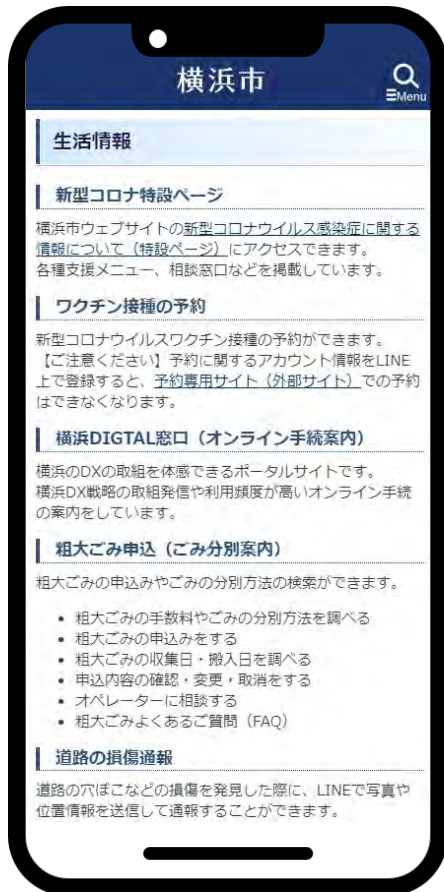 横浜市
Menu
生活情報
新型コロナ特設ページ
横浜市ウェブサイトの新型コロナウイルス感染症に関する
情報について（特設ページ）にアクセスできます。
各種支援メニュー、相談窓口などを掲載しています。
ワクチン接種の予約
新型コロナウイルスワクチン接種の予約ができます。
【ご注意ください】予約に関するアカウント情報をLINE
上で登録すると、予約専用サイト（外部サイト）での予約
はできなくなります。
横浜DIGTAL窓口（オンライン手続案内）
横浜のDXの取組を体感できるポータルサイトです。
横浜DX戦略の取組発信や利用頻度が高いオンライン手続
の案内をしています。
粗大ごみ申込（ごみ分別案内）
粗大ごみの申込みやごみの分別方法の検索ができます。
• 粗大ごみの手数料やごみの分別方法を調べる
• 粗大ごみの申込みをする
• 粗大ごみの収集日・搬入日を調べる
• 申込内容の確認・変更・取消をする
• オペレーターに相談する
• 粗大ごみよくあるご質問（FAQ）
道路の損傷通報
道路の穴ぼこなどの損傷を発見した際に、LINEで写真や
位置情報を送信して通報することができます。